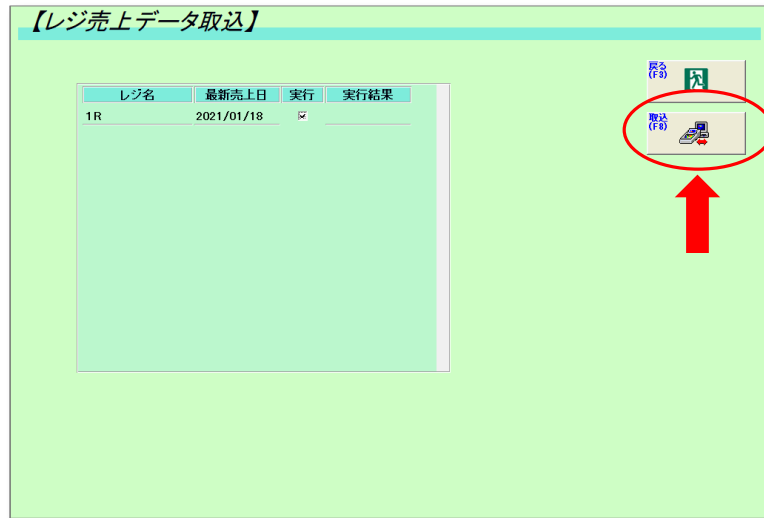 【レジ売上データ取込】
戻る
(F3)
レジ名 最新売上日 実行 実行結果
1R 2021/01/18
取込
(F8)